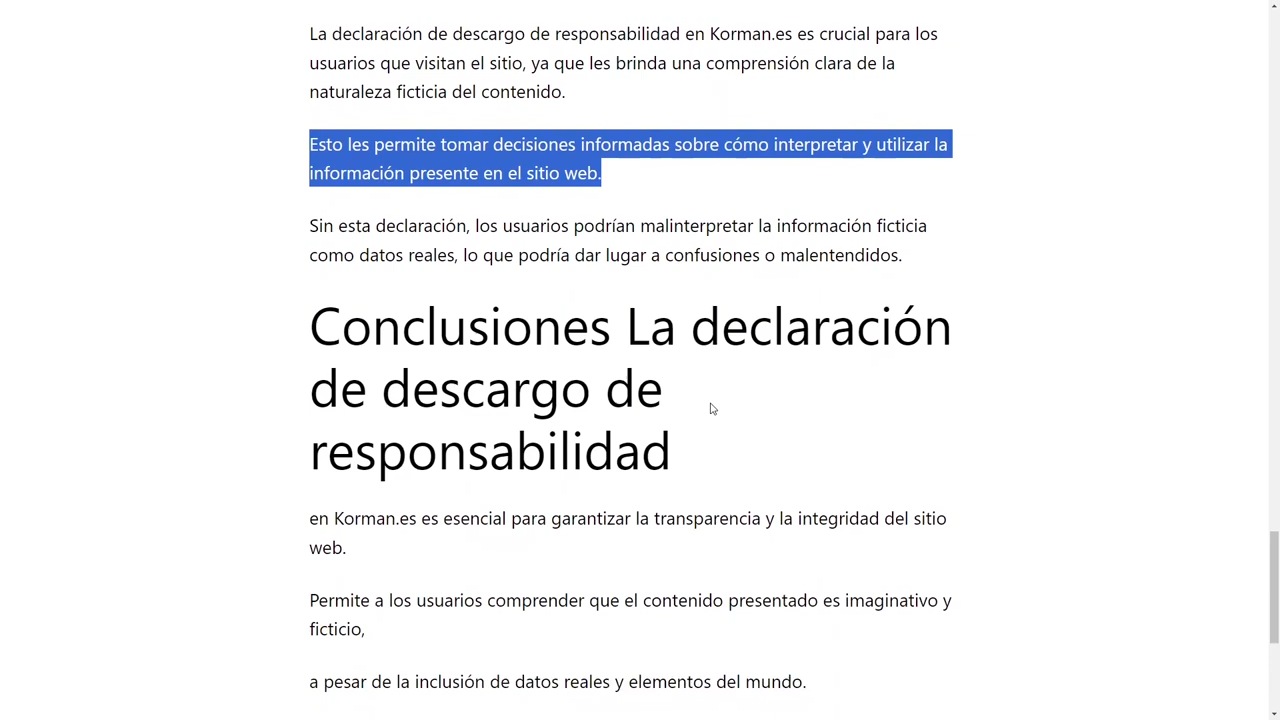 La declaración de descargo de responsabilidad en Korman.es es crucial para los
usuarios que visitan el sitio, ya que les brinda una comprensión clara de la
naturaleza ficticia del contenido.
Esto les permite tomar decisiones informadas sobre cómo interpretar y utilizar la
información presente en el sitio web.
Sin esta declaración, los usuarios podrían malinterpretar la información ficticia
como datos reales, lo que podría dar lugar a confusiones o malentendidos.
Conclusiones La declaración
de descargo de
responsabilidad
en Korman.es es esencial para garantizar la transparencia y la integridad del sitio
web.
Permite a los usuarios comprender que el contenido presentado es imaginativo y
ficticio,
a pesar de la inclusión de datos reales y elementos del mundo.